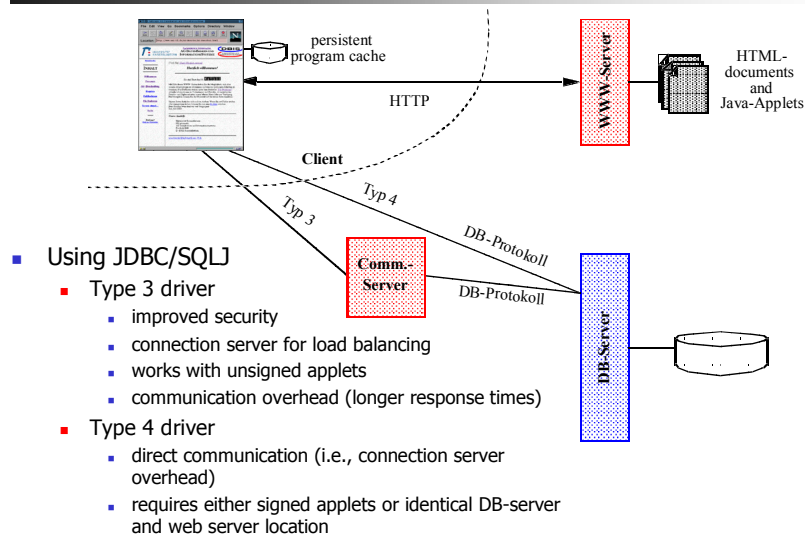 persistent
program cache
HTTP
WWW-Server
HTML-
documents
and
Java-Applets
Client
Typ 3
Typ 4
DB-Protokoll
Comm.-
Server
DB-Protokoll
DB-Server
Using JDBC/SQLJ
Type 3 driver
improved security
connection server for load balancing
works with unsigned applets
communication overhead (longer response times)
Type 4 driver
direct communication (i.e., connection server
overhead)
requires either signed applets or identical DB-server
and web server location